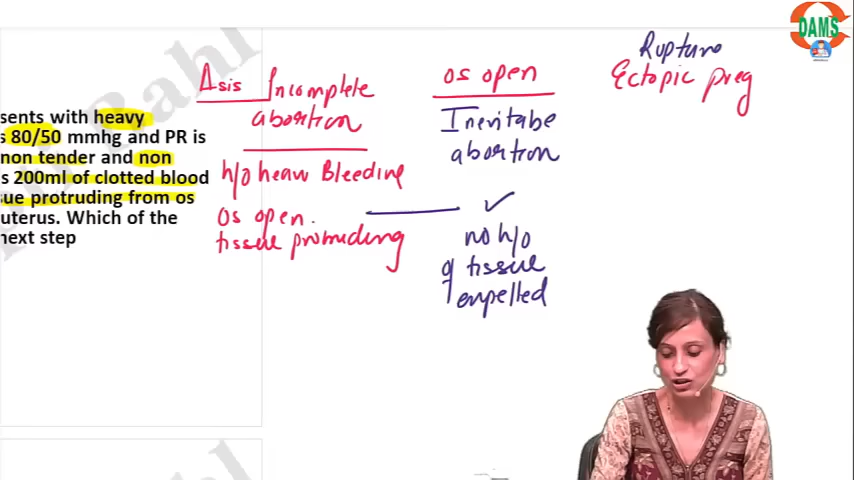 DAMS
sents with heavy
s 80/50 mmhg and PR is
non tender and non
s 200ml of clotted blood
sue protruding from os
uterus. Which of the
next step
Δsis Incomplete
abortion
h/o heavy Bleeding
os open.
tissue protruding
os open
Inevitabe
abortion
✓
no h/o
of tissue
expelled
Rupture
Ectopic preg